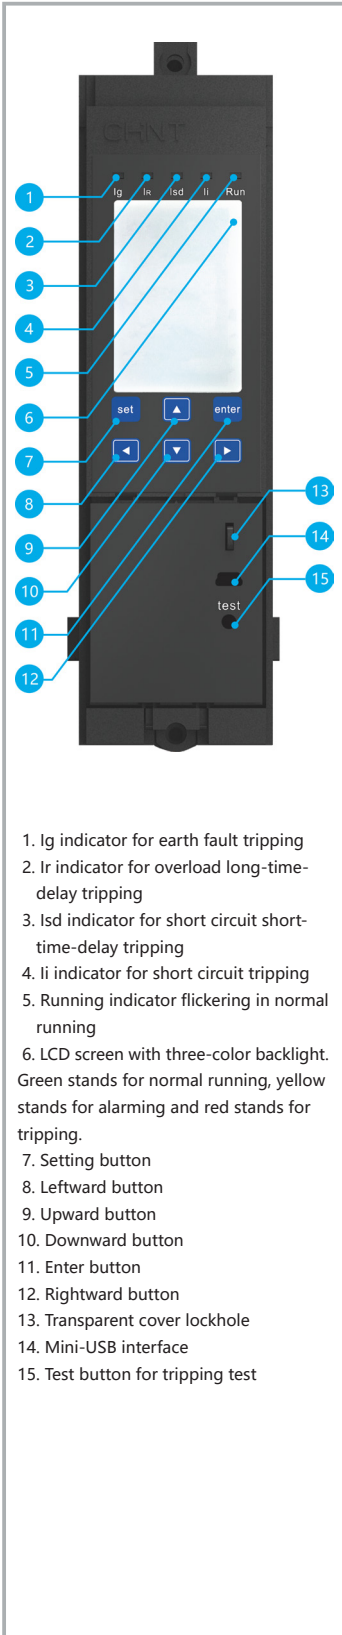 CHNT
Ig IR Isd Ii Run
1
2
3
4
5
6
set
enter
7
8
9
10
11
12
13
14
15
test
1. Ig indicator for earth fault tripping
2. Ir indicator for overload long-time-
delay tripping
3. Isd indicator for short circuit short-
time-delay tripping
4. Ii indicator for short circuit tripping
5. Running indicator flickering in normal
running
6. LCD screen with three-color backlight.
Green stands for normal running, yellow
stands for alarming and red stands for
tripping.
7. Setting button
8. Leftward button
9. Upward button
10. Downward button
11. Enter button
12. Rightward button
13. Transparent cover lockhole
14. Mini-USB interface
15. Test button for tripping test